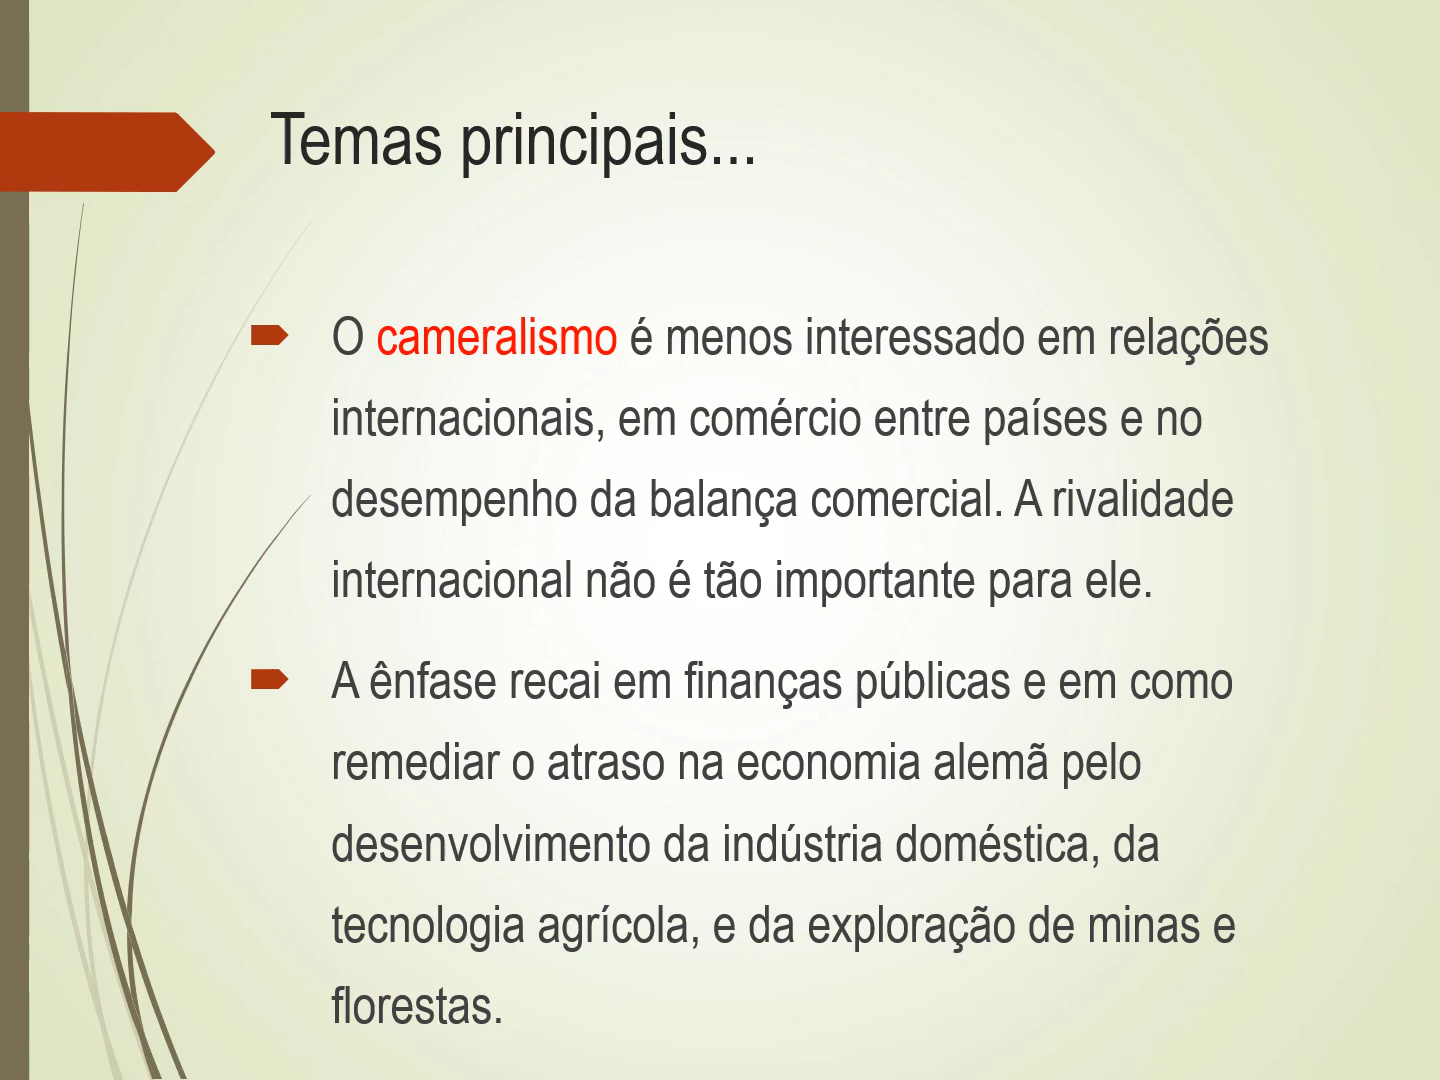 Temas principais...
O cameralismo é menos interessado em relações
internacionais, em comércio entre países e no
desempenho da balança comercial. A rivalidade
internacional não é tão importante para ele.
A ênfase recai em finanças públicas e em como
remediar o atraso na economia alemã pelo
desenvolvimento da indústria doméstica, da
tecnologia agrícola, e da exploração de minas e
florestas.